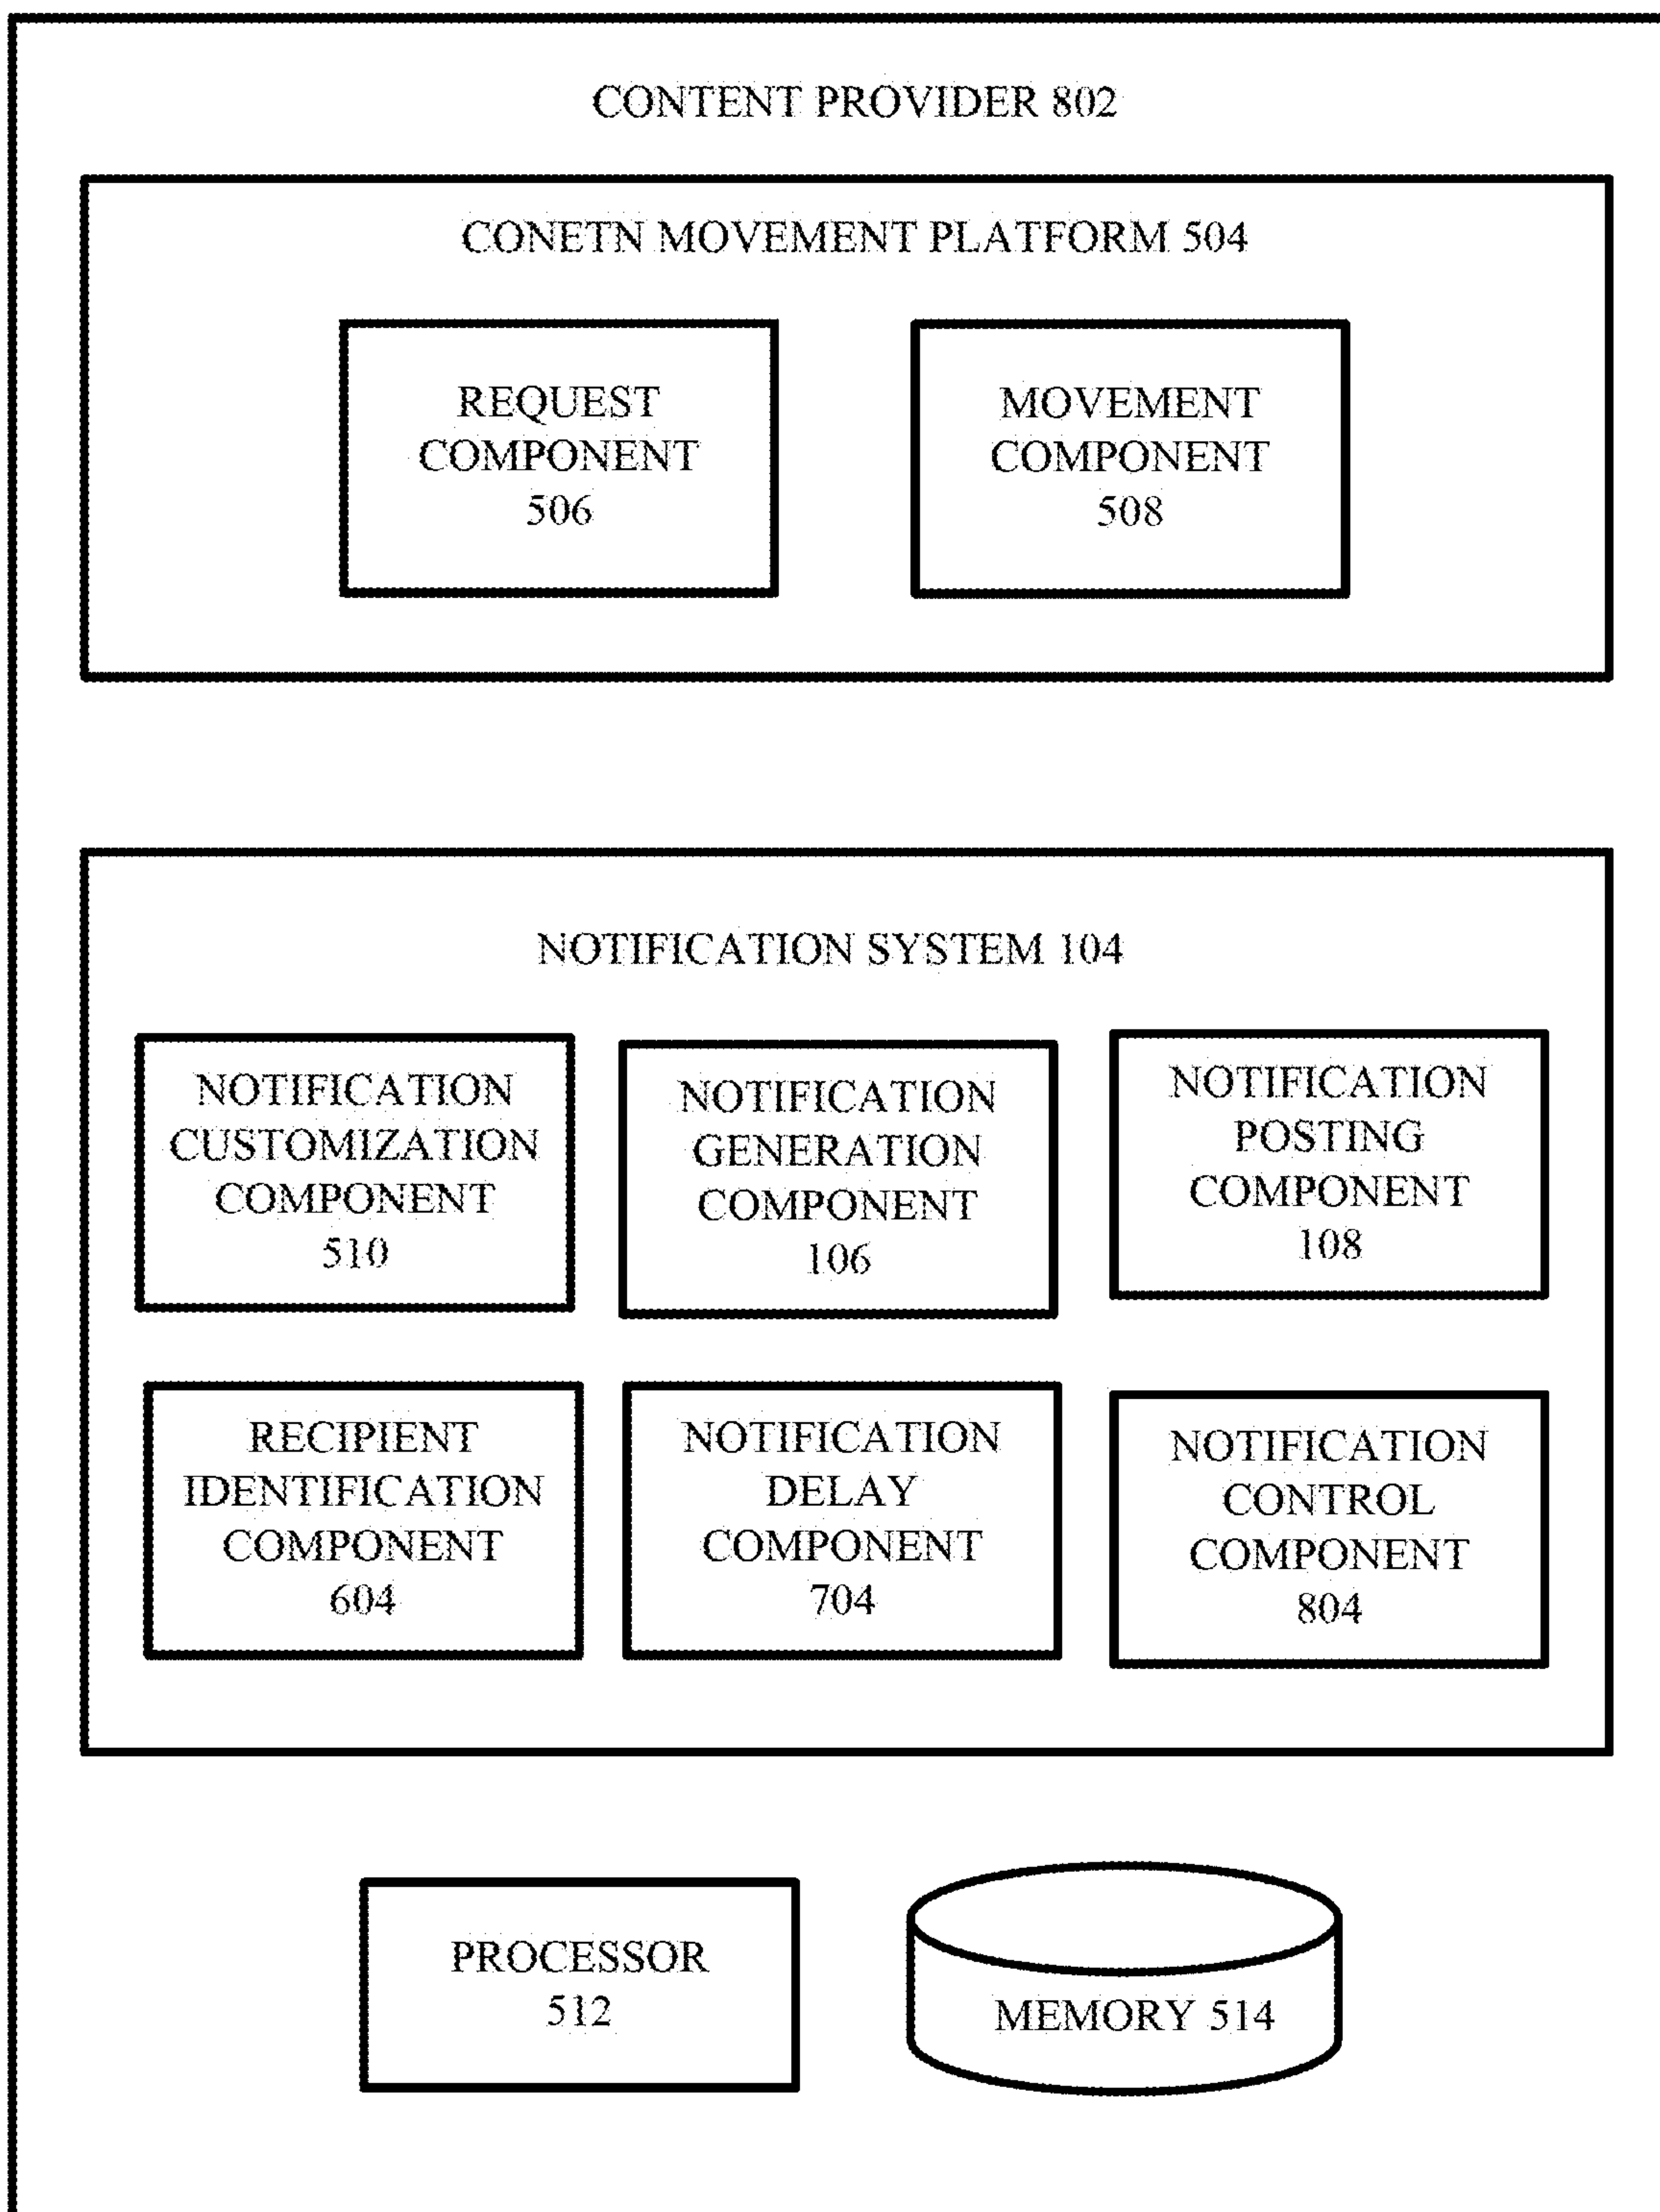 CONTENT PROVIDER 802
CONETN MOVEMENT PLATFORM 504
REQUEST
COMPONENT
506
MOVEMENT
COMPONENT
508
NOTIFICATION SYSTEM 104
NOTIFICATION
CUSTOMIZATION
COMPONENT
510
NOTIFICATION
GENERATION
COMPONENT
106
NOTIFICATION
POSTING
COMPONENT
108
RECIPIENT
IDENTIFICATION
COMPONENT
604
NOTIFICATION
DELAY
COMPONENT
704
NOTIFICATION
CONTROL
COMPONENT
804
PROCESSOR
512
MEMORY 514